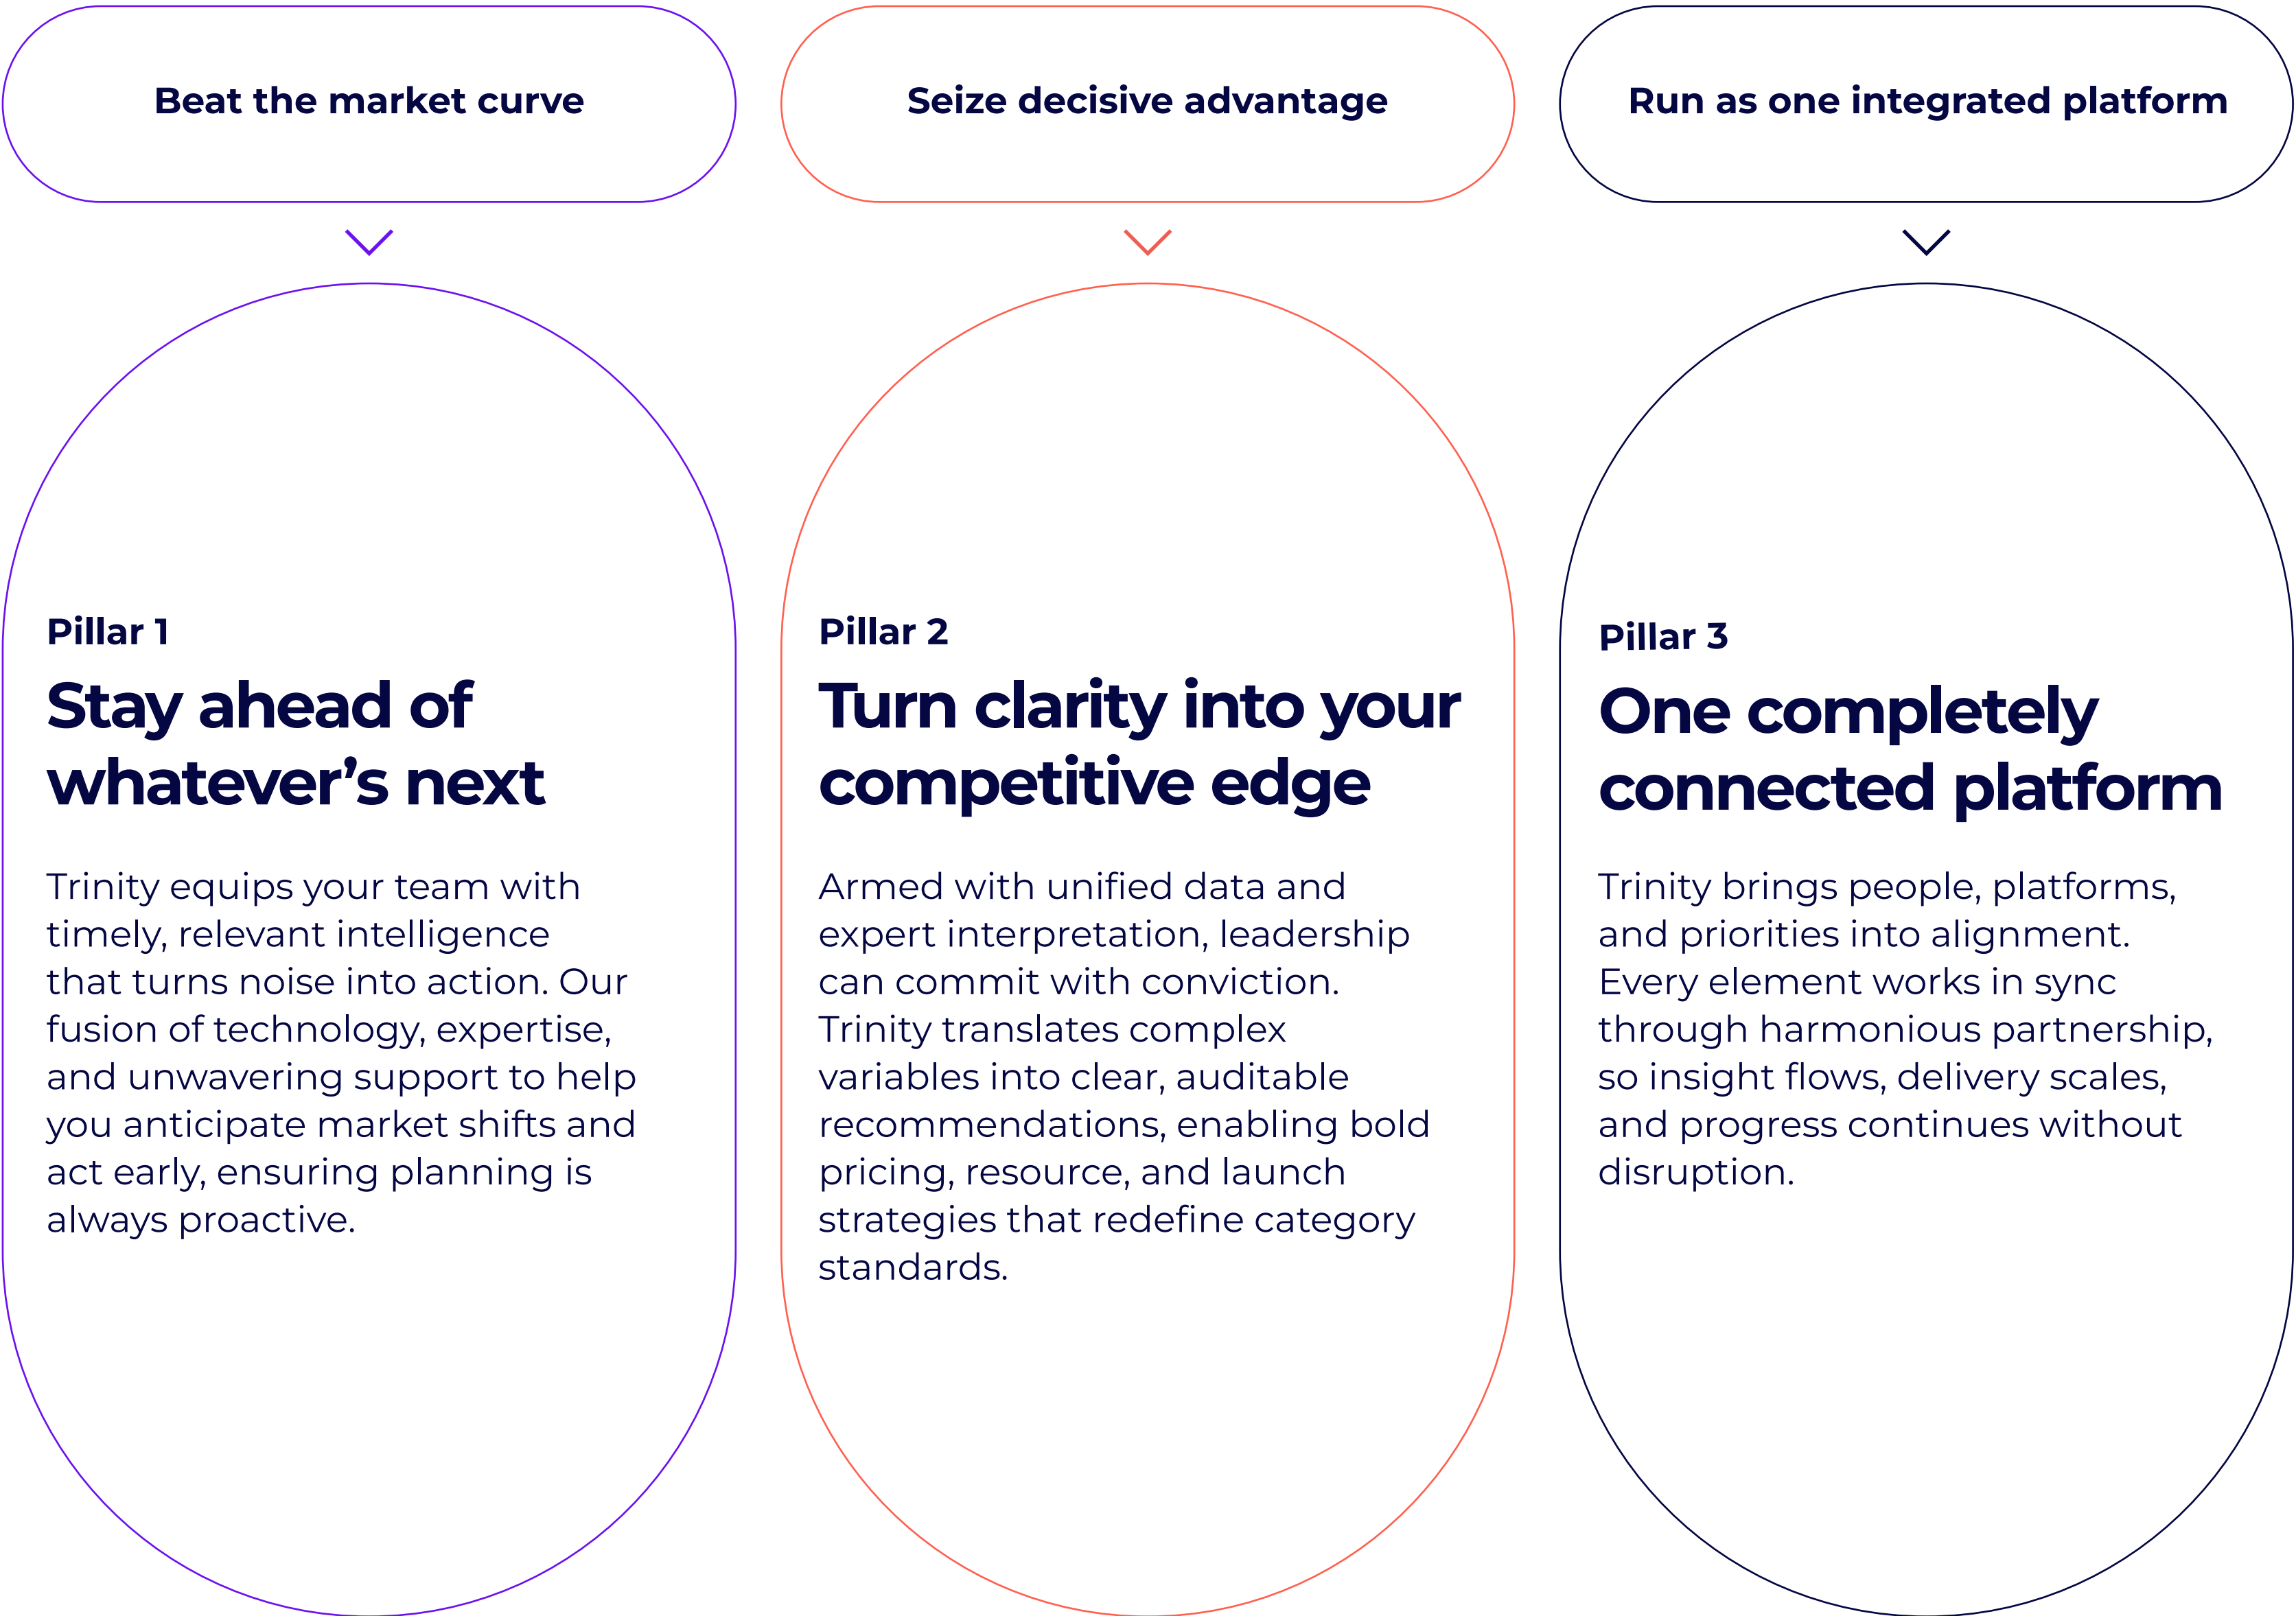 Beat the market curve
Seize decisive advantage
Run as one integrated platform
Pillar 1
Stay ahead of
whatever’s next
Trinity equips your team with
timely, relevant intelligence
that turns noise into action. Our
fusion of technology, expertise,
and unwavering support to help
you anticipate market shifts and
act early, ensuring planning is
always proactive.
Pillar 2
Turn clarity into your
competitive edge
Armed with unified data and
expert interpretation, leadership
can commit with conviction.
Trinity translates complex
variables into clear, auditable
recommendations, enabling bold
pricing, resource, and launch
strategies that redefine category
standards.
Pillar 3
One completely
connected platform
Trinity brings people, platforms,
and priorities into alignment.
Every element works in sync
through harmonious partnership,
so insight flows, delivery scales,
and progress continues without
disruption.